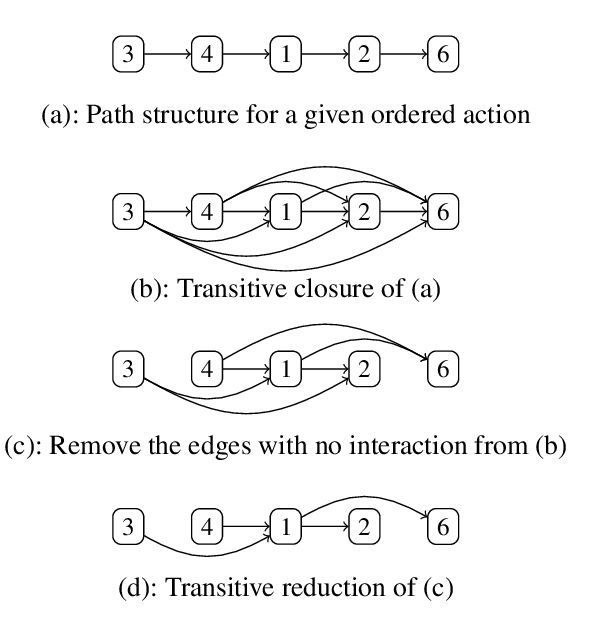 3 4 1 2 6
(a): Path structure for a given ordered action
3 4 1 2 6
(b): Transitive closure of (a)
3 4 1 2 6
(c): Remove the edges with no interaction from (b)
3 4 1 2 6
(d): Transitive reduction of (c)